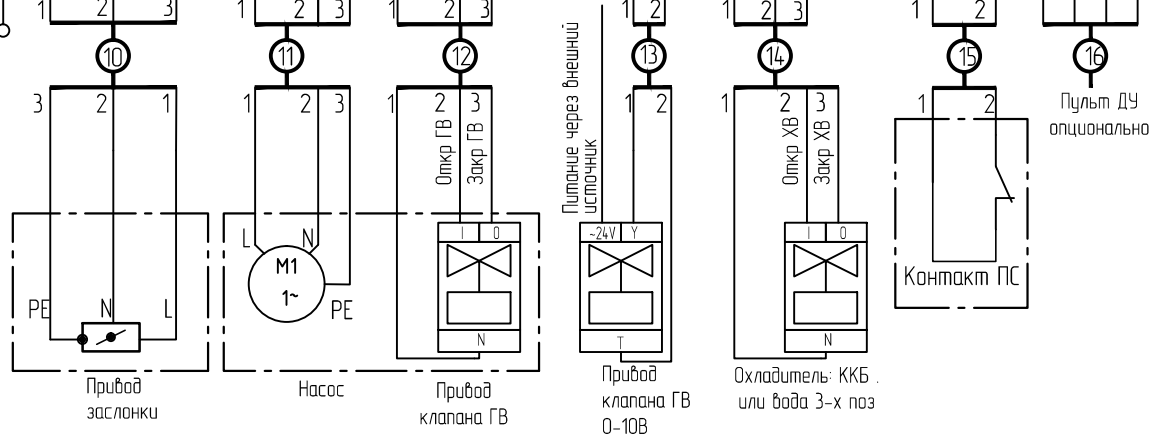 1 2 3 1 2 3 1 2 3 1 2 1 2 3 1 2
10 11 12 13 14 15 16
3 2 1 1 2 3 1 2 3 1 2 1 2 3 1 2
Откр ГВ
Закр ГВ
Питание через внешний
источник
Откр ХВ
Закр ХВ
Пульт ДУ
опционально
L N I 0 ~24V Y I 0
М1
1~
Контакт ПС
PE N L PE
N T N
Привод
заслонки
Насос
Привод
клапана ГВ
Привод
клапана ГВ
0-10В
Охладитель: ККБ .
или вода 3-х поз